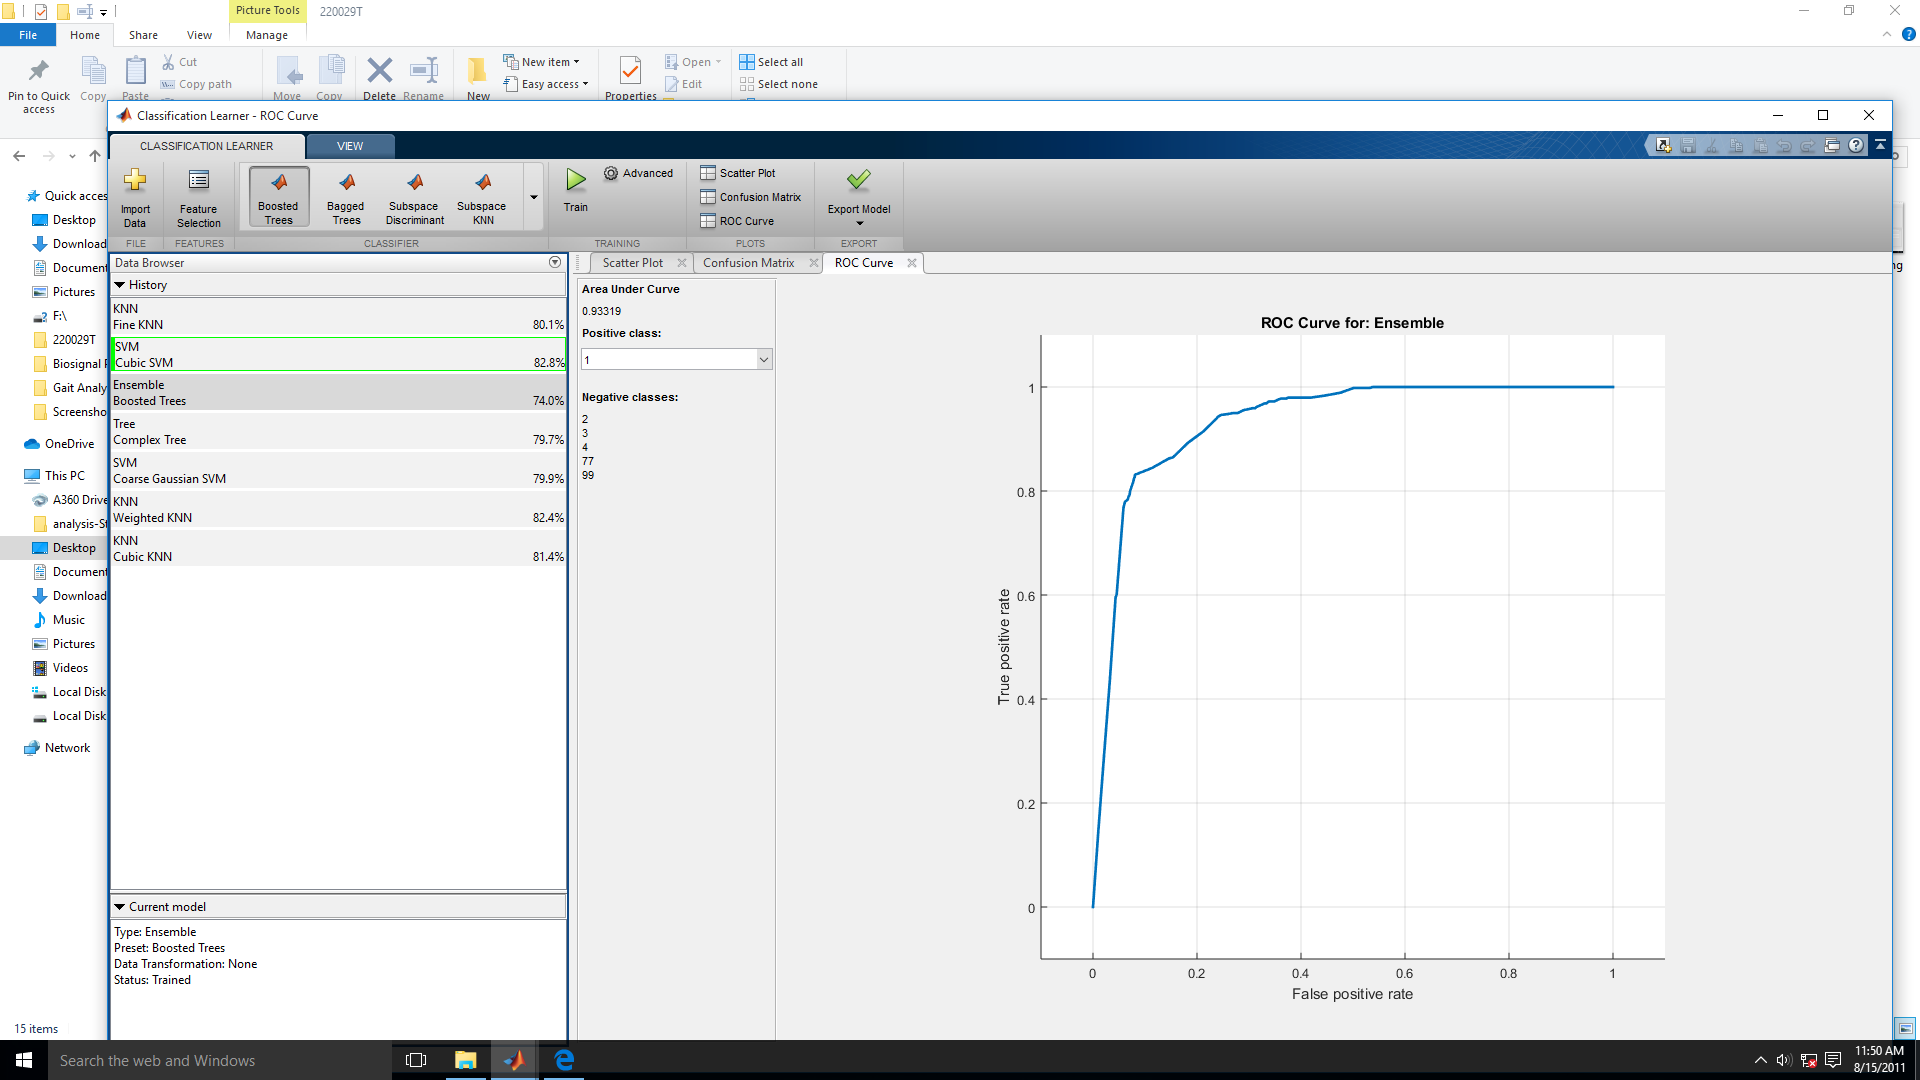 Picture Tools
220029T
File
Home
Share
View
Manage
Pin to Quick access
Copy
Paste
Cut
Copy path
Move
Copy
Delete
Rename
New
New item
Easy access
Properties
Open
Edit
Select all
Select none
Classification Learner - ROC Curve
CLASSIFICATION LEARNER
VIEW
Import Data
Feature Selection
Boosted Trees
Bagged Trees
Subspace Discriminant
Subspace KNN
Train
Advanced
Scatter Plot
Confusion Matrix
ROC Curve
Export Model
FILE
FEATURES
CLASSIFIER
TRAINING
PLOTS
EXPORT
Quick acces
Desktop
Download
Document
Pictures
F:\
220029T
Biosignal
Gait Analy
Screensho
OneDrive
This PC
A360 Drive
analysis-St
Desktop
Document
Download
Music
Pictures
Videos
Local Disk
Local Disk
Network
15 items
Data Browser
History
KNN
Fine KNN 80.1%
SVM
Cubic SVM 82.8%
Ensemble
Boosted Trees 74.0%
Tree
Complex Tree 79.7%
SVM
Coarse Gaussian SVM 79.9%
KNN
Weighted KNN 82.4%
KNN
Cubic KNN 81.4%
Current model
Type: Ensemble
Preset: Boosted Trees
Data Transformation: None
Status: Trained
Scatter Plot
Confusion Matrix
ROC Curve
Area Under Curve
0.93319
Positive class:
1
Negative classes:
2
3
4
77
99
ROC Curve for: Ensemble
True positive rate
1
0.8
0.6
0.4
0.2
0
0 0.2 0.4 0.6 0.8 1
False positive rate
ng
Search the web and Windows
11:50 AM
8/15/2011